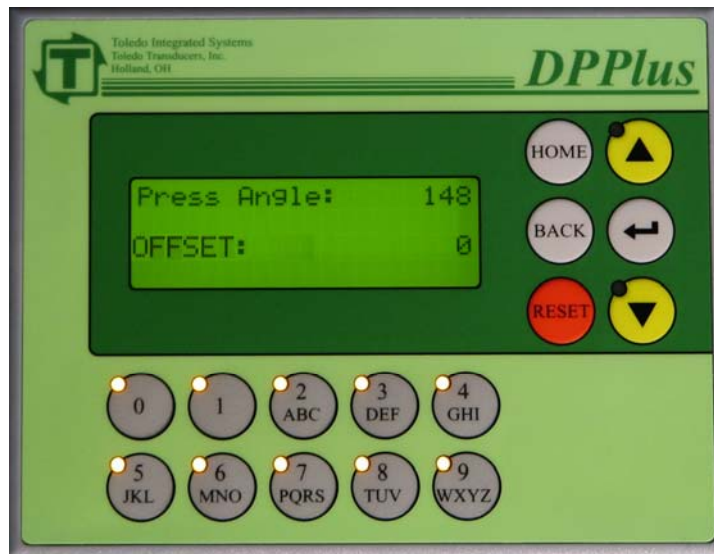 T
Toledo Integrated Systems
Toledo Transducers, Inc.
Holland, OH
DPPlus
Press Angle: 148
OFFSET: 0
HOME
BACK
RESET
0
1
2
ABC
3
DEF
4
GHI
5
JKL
6
MNO
7
PQRS
8
TUV
9
WXYZ